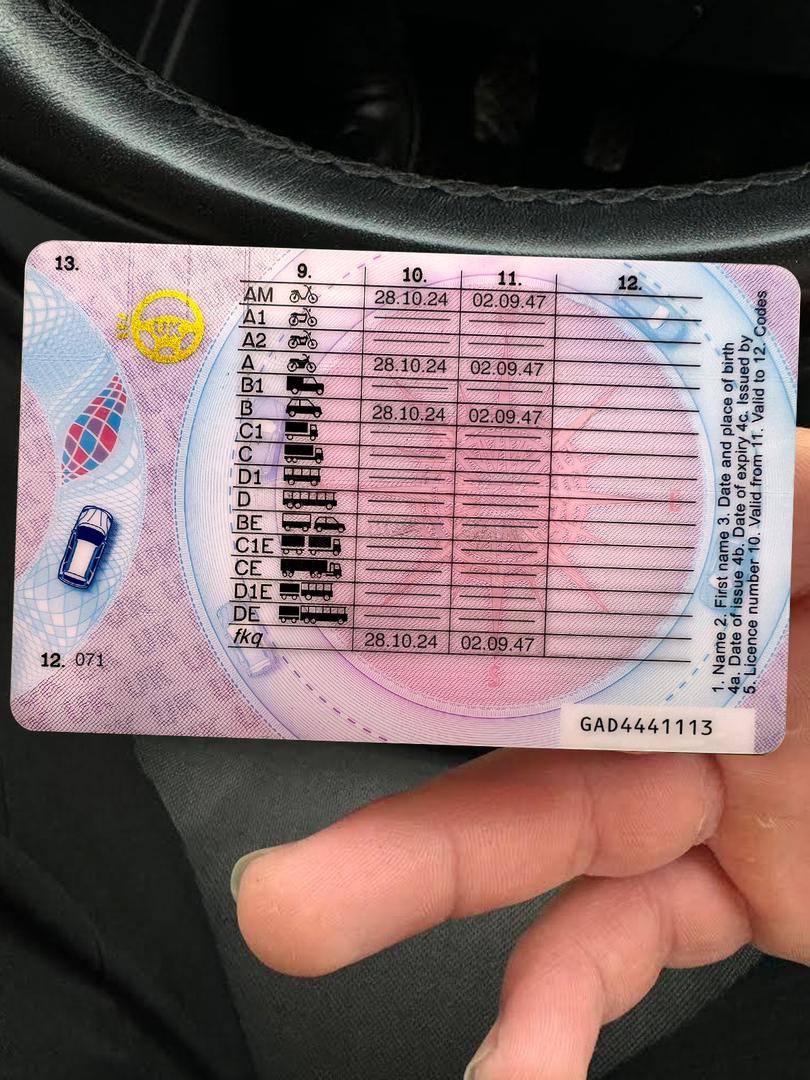 13.
9. 10. 11. 12.
AM 28.10.24 02.09.47
A1
A2
A 28.10.24 02.09.47
B1
B 28.10.24 02.09.47
C1
C
D1
D
BE
C1E
CE
D1E
DE
fkq 28.10.24 02.09.47
UK
12. 071
1. Name 2. First name 3. Date and place of birth
4a. Date of issue 4b. Date of expiry 4c. Issued by
5. Licence number 10. Valid from 11. Valid to 12. Codes
GAD4441113